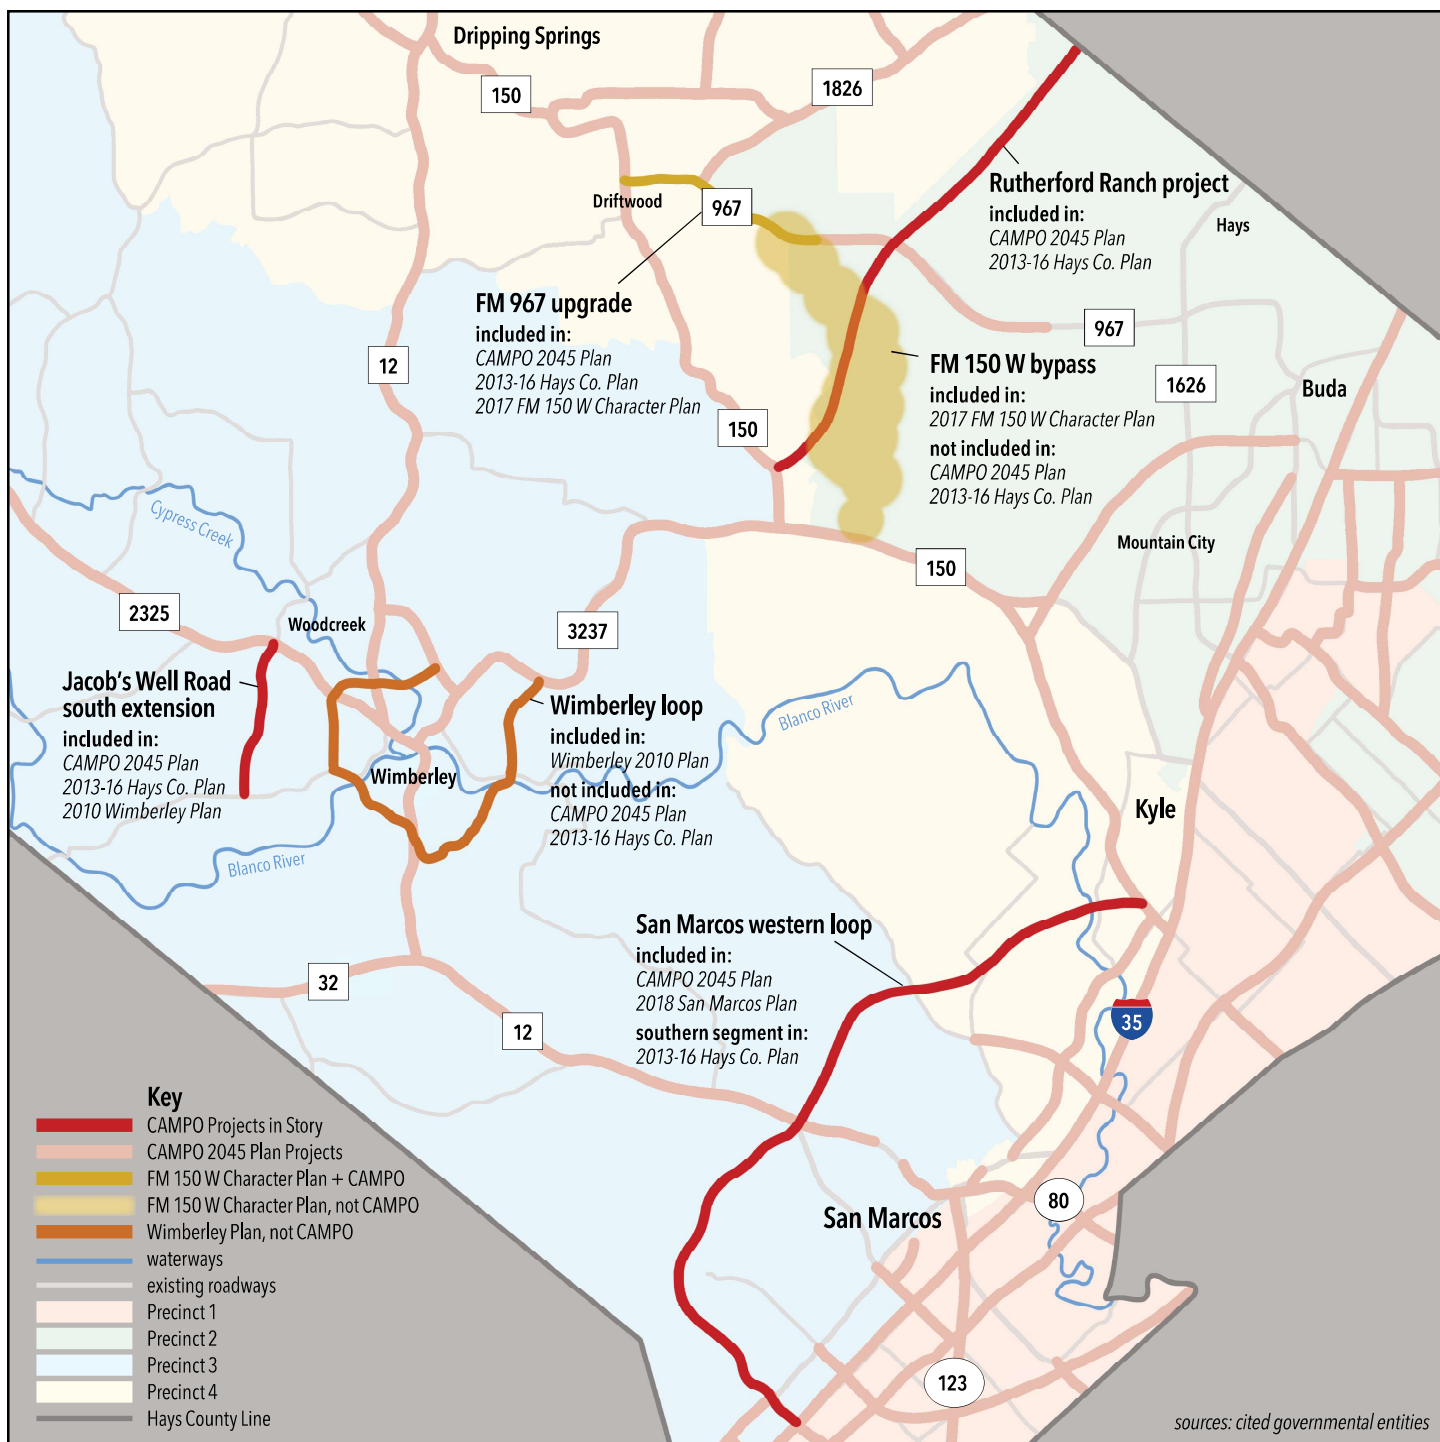 Dripping Springs
150
1826
Rutherford Ranch project
included in:
CAMPO 2045 Plan
2013-16 Hays Co. Plan
Driftwood
967
Hays
FM 967 upgrade
included in:
CAMPO 2045 Plan
2013-16 Hays Co. Plan
2017 FM 150 W Character Plan
967
12
FM 150 W bypass
included in:
2017 FM 150 W Character Plan
not included in:
CAMPO 2045 Plan
2013-16 Hays Co. Plan
1626
Buda
150
Cypress Creek
Mountain City
150
2325
Woodcreek
3237
Jacob's Well Road
south extension
included in:
CAMPO 2045 Plan
2013-16 Hays Co. Plan
2010 Wimberley Plan
Wimberley loop
included in:
Wimberley 2010 Plan
not included in:
CAMPO 2045 Plan
2013-16 Hays Co. Plan
Blanco River
Wimberley
Kyle
Blanco River
San Marcos western loop
included in:
CAMPO 2045 Plan
2018 San Marcos Plan
southern segment in:
2013-16 Hays Co. Plan
32
12
35
80
San Marcos
123
Key
CAMPO Projects in Story
CAMPO 2045 Plan Projects
FM 150 W Character Plan + CAMPO
FM 150 W Character Plan, not CAMPO
Wimberley Plan, not CAMPO
waterways
existing roadways
Precinct 1
Precinct 2
Precinct 3
Precinct 4
Hays County Line
sources: cited governmental entities